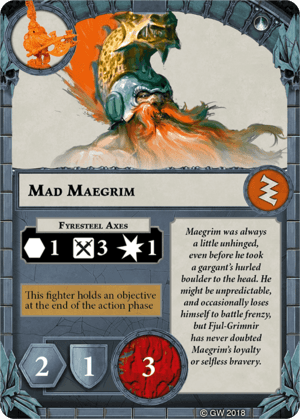 MAD MAEGRIM
FYRESTEEL AXES
1 3 1
This fighter holds an objective
at the end of the action phase
Maegrim was always
a little unhinged,
even before he took
a gargant's hurled
boulder to the head. He
might be unpredictable,
and occasionally loses
himself to battle frenzy,
but Fjul-Grimnir
has never doubted
Maegrim's loyalty
or selfless bravery.
2 1 3
© GW 2018